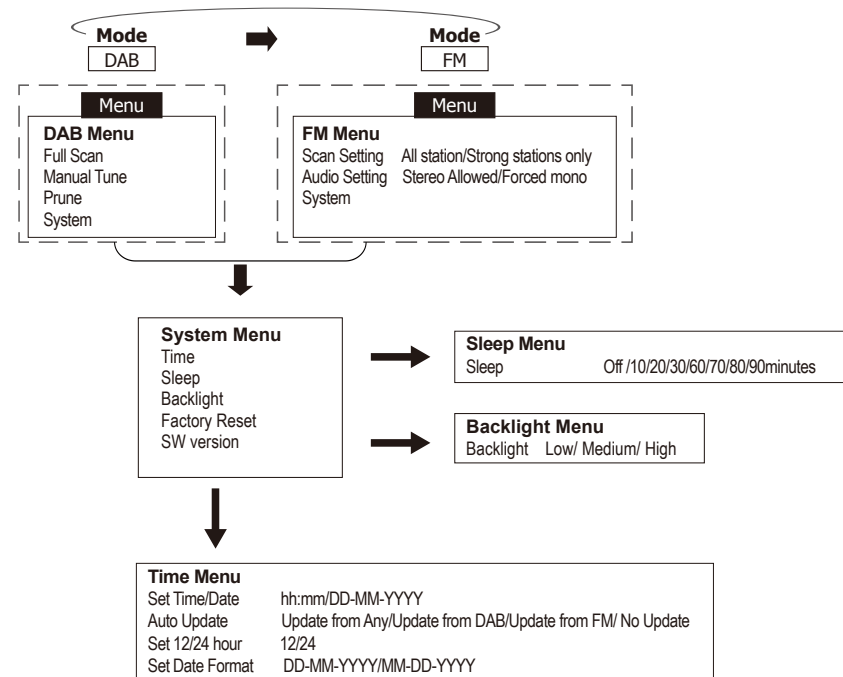 Mode
DAB
Mode
FM
Menu
DAB Menu
Full Scan
Manual Tune
Prune
System
Menu
FM Menu
Scan Setting All station/Strong stations only
Audio Setting Stereo Allowed/Forced mono
System
System Menu
Time
Sleep
Backlight
Factory Reset
SW version
Sleep Menu
Sleep Off /10/20/30/60/70/80/90minutes
Backlight Menu
Backlight Low/ Medium/ High
Time Menu
Set Time/Date hh:mm/DD-MM-YYYY
Auto Update Update from Any/Update from DAB/Update from FM/ No Update
Set 12/24 hour 12/24
Set Date Format DD-MM-YYYY/MM-DD-YYYY